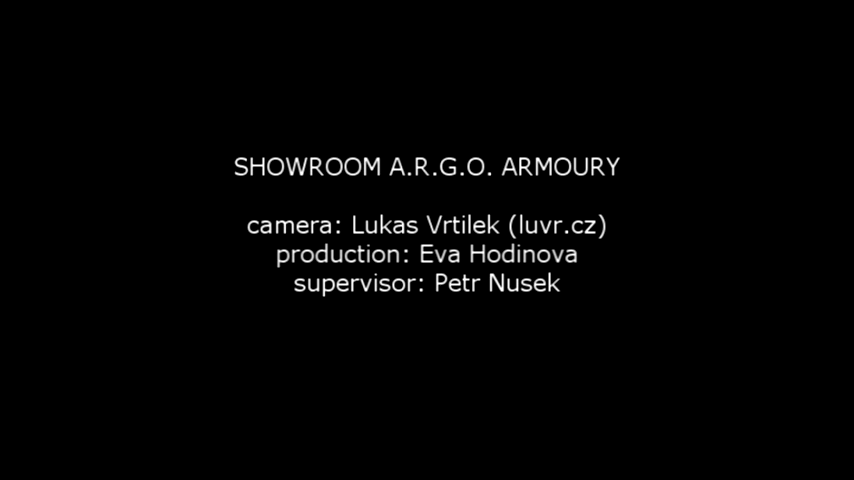 SHOWROOM A.R.G.O. ARMOURY
camera: Lukas Vrtilek (luvr.cz)
production: Eva Hodinova
supervisor: Petr Nusek